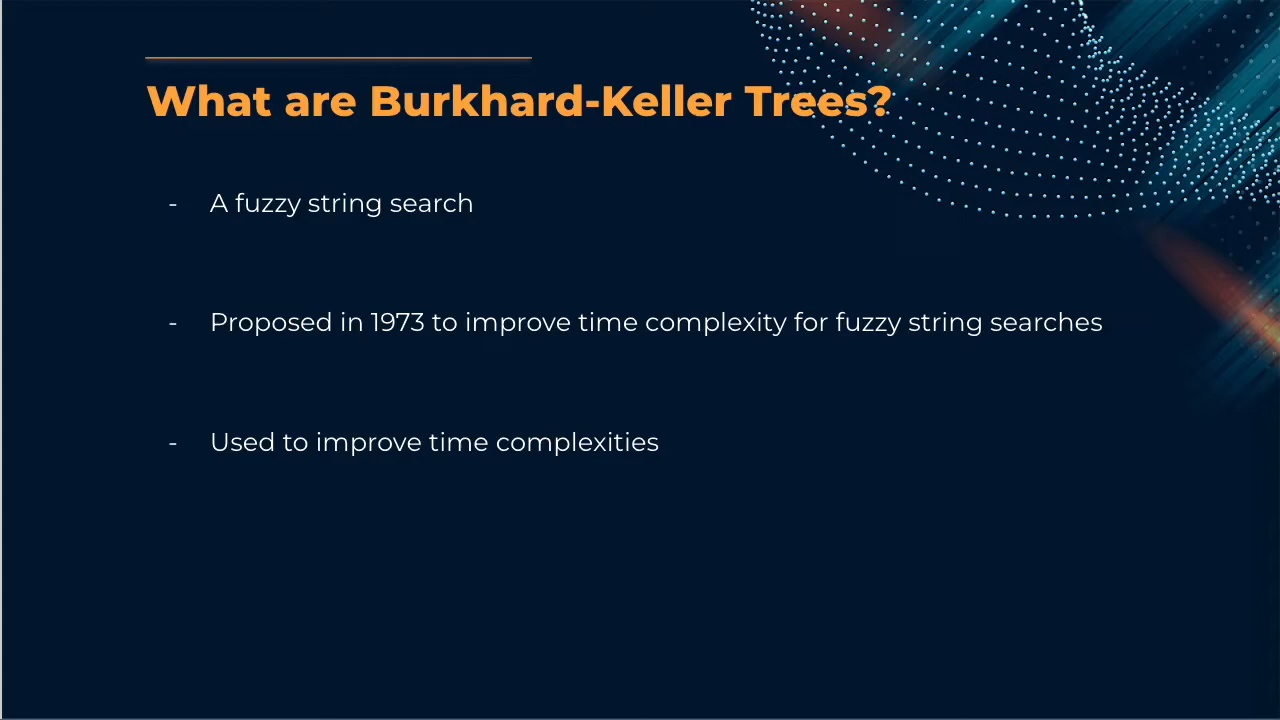 What are Burkhard-Keller Trees?
- A fuzzy string search
- Proposed in 1973 to improve time complexity for fuzzy string searches
- Used to improve time complexities